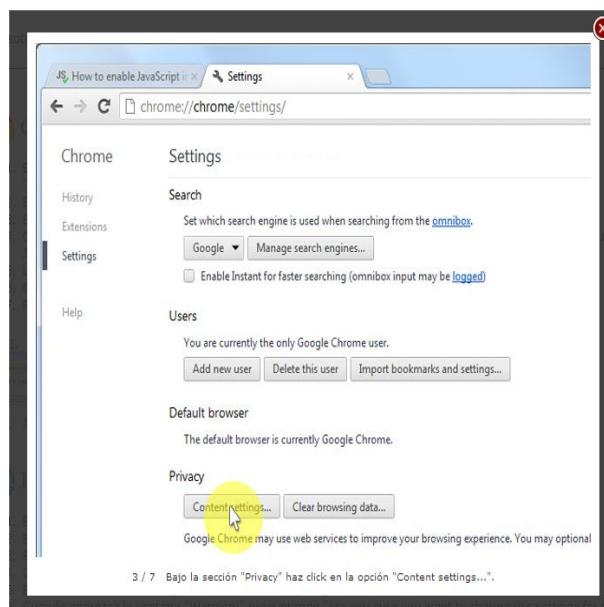 How to enable JavaScript i
Settings
chrome://chrome/settings/
Chrome
Settings
History
Extensions
Settings
Help
Search
Set which search engine is used when searching from the omnibox.
Google Manage search engines...
Enable Instant for faster searching (omnibox input may be logged)
Users
You are currently the only Google Chrome user.
Add new user Delete this user Import bookmarks and settings...
Default browser
The default browser is currently Google Chrome.
Privacy
Content settings... Clear browsing data...
Google Chrome may use web services to improve your browsing experience. You may optional
3 / 7 Bajo la sección "Privacy" haz click en la opción "Content settings...".